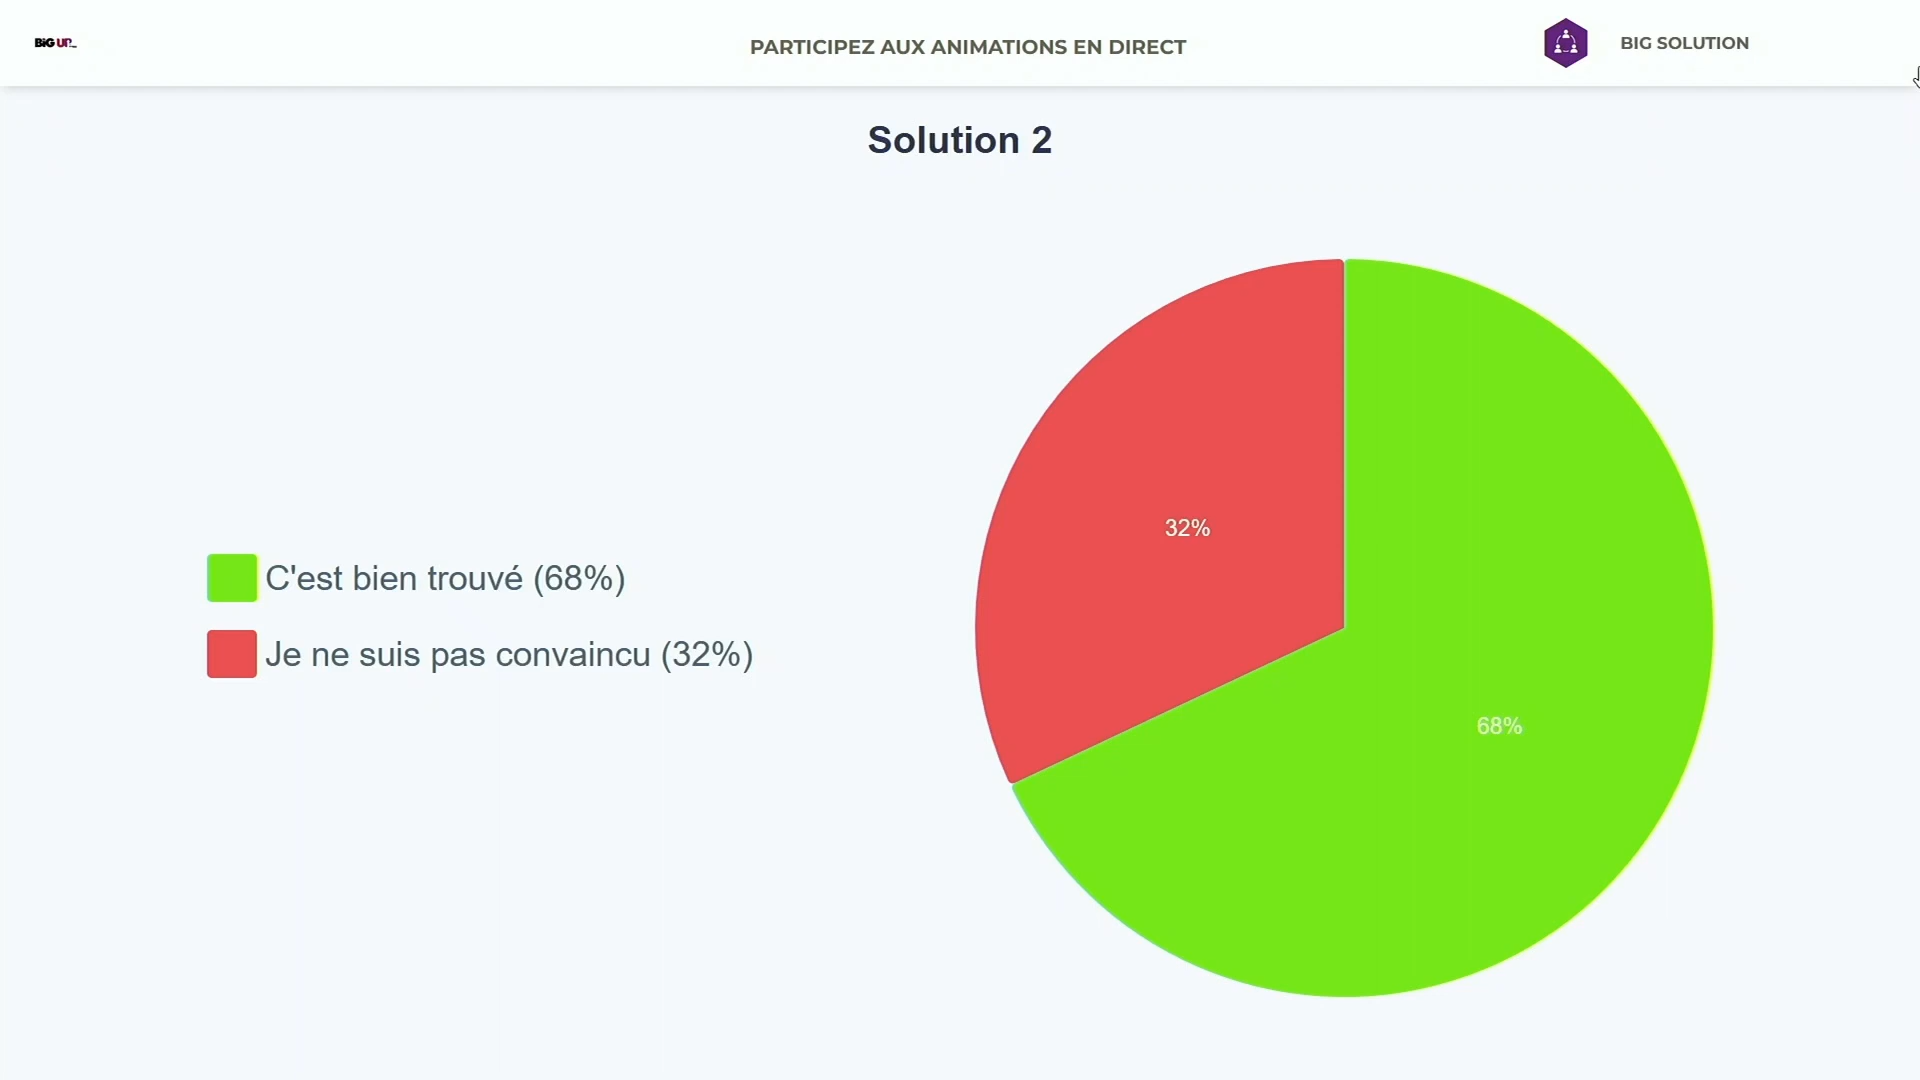 BiG UP
PARTICIPEZ AUX ANIMATIONS EN DIRECT
BIG SOLUTION
Solution 2
C'est bien trouvé (68%)
Je ne suis pas convaincu (32%)
32%
68%